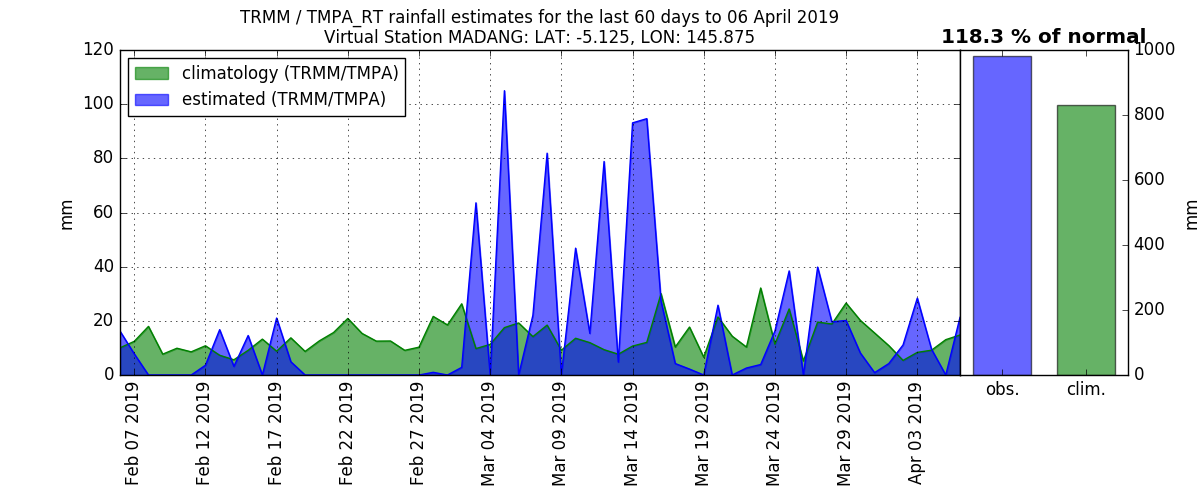 TRMM / TMPA_RT rainfall estimates for the last 60 days to 06 April 2019
Virtual Station MADANG: LAT: -5.125, LON: 145.875
118.3 % of normal
climatology (TRMM/TMPA)
estimated (TRMM/TMPA)
mm
120
100
80
60
40
20
0
Feb 07 2019
Feb 12 2019
Feb 17 2019
Feb 22 2019
Feb 27 2019
Mar 04 2019
Mar 09 2019
Mar 14 2019
Mar 19 2019
Mar 24 2019
Mar 29 2019
Apr 03 2019
1000
800
600
400
200
0
mm
obs.
clim.